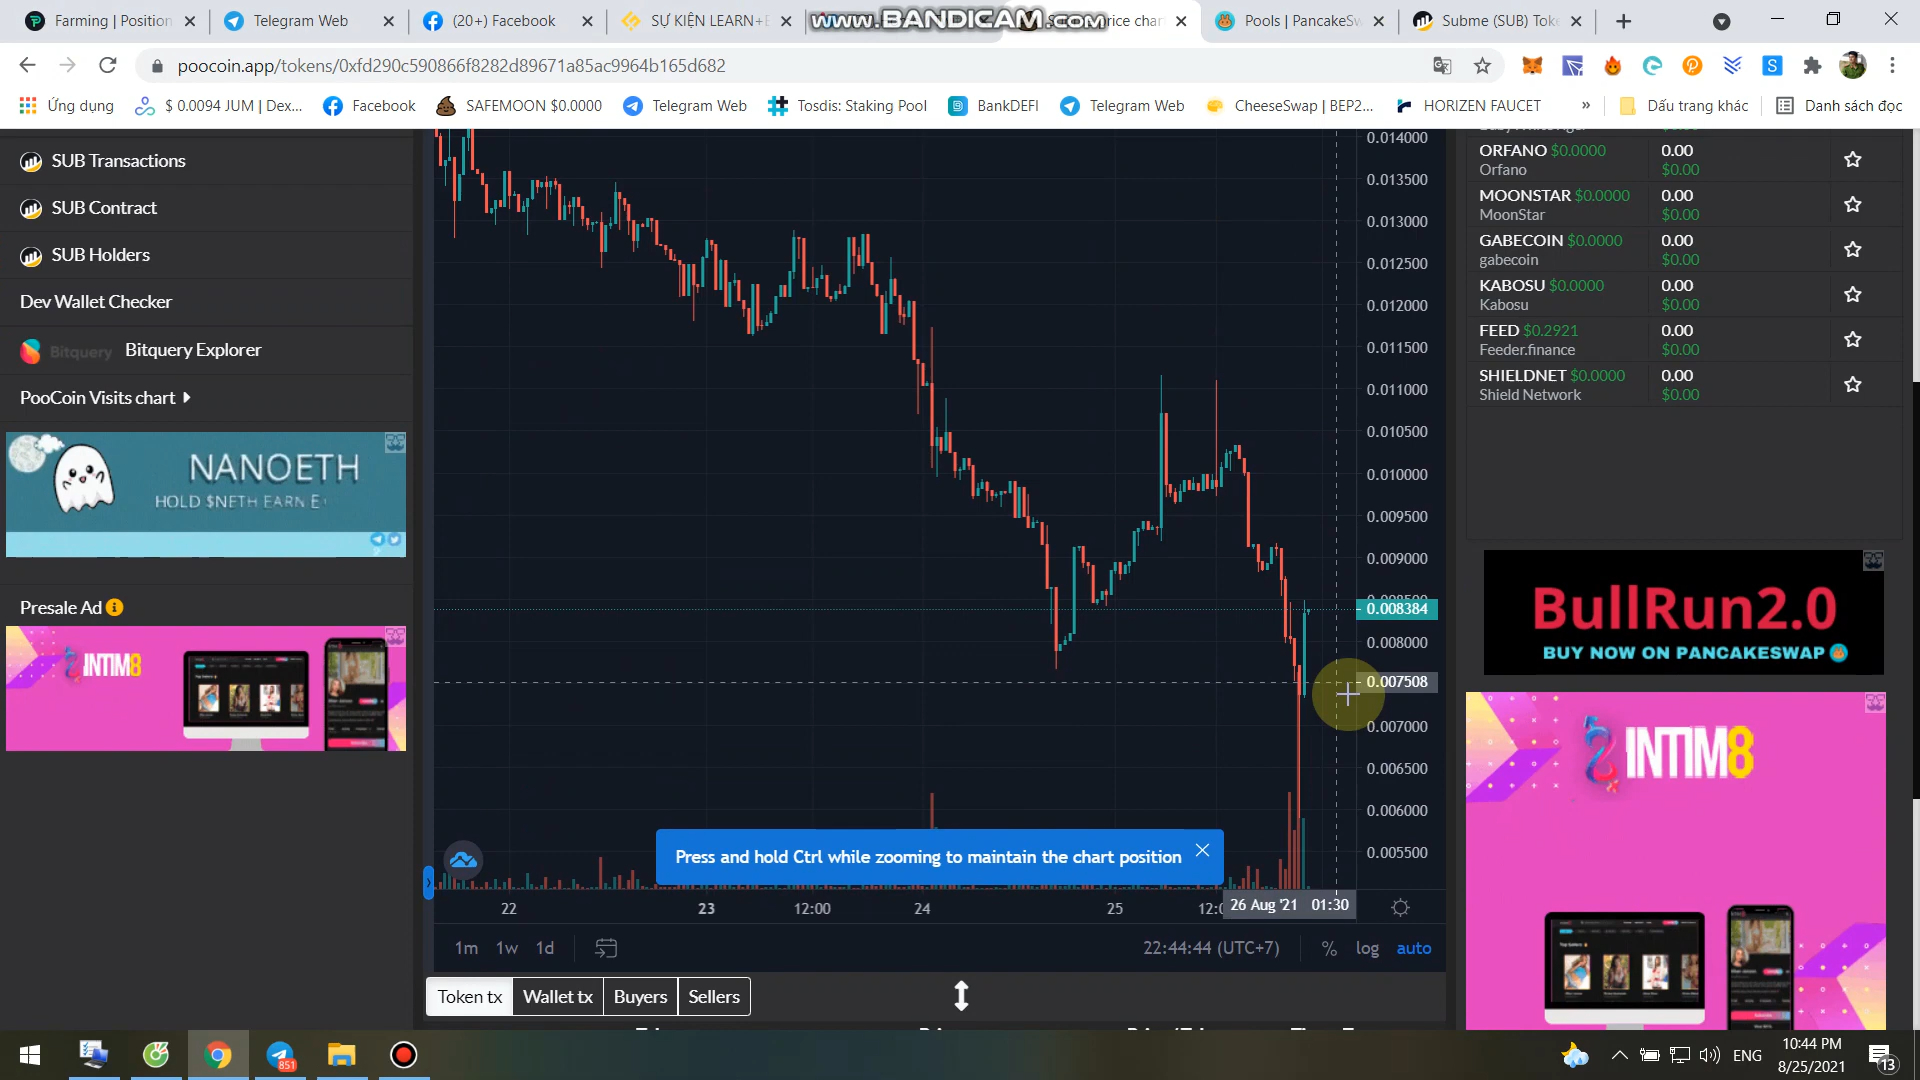 Farming | Position
Telegram Web
(20+) Facebook
SỰ KIỆN LEARN+E
WWW.BANDICAM.COM
rice char
Pools | PancakeSw
Subme (SUB) Toke
poocoin.app/tokens/0xfd290c590866f8282d89671a85ac9964b165d682
Ứng dụng
$ 0.0094 JUM | Dex...
Facebook
SAFEMOON $0.0000
Telegram Web
Tosdis: Staking Pool
BankDEFI
Telegram Web
CheeseSwap | BEP2...
HORIZEN FAUCET
»
Dấu trang khác
Danh sách đọc
SUB Transactions
SUB Contract
SUB Holders
Dev Wallet Checker
Bitquery Bitquery Explorer
PooCoin Visits chart
NANOETH
HOLD $NETH EARN E
Presale Ad
INTIM8
0.014000
0.013500
0.013000
0.012500
0.012000
0.011500
0.011000
0.010500
0.010000
0.009500
0.009000
0.008384
0.008000
0.007508
0.007000
0.006500
0.006000
0.005500
Press and hold Ctrl while zooming to maintain the chart position
22
23
12:00
24
25
12:0
26 Aug '21 01:30
1m 1w 1d
22:44:44 (UTC+7)
% log auto
Token tx
Wallet tx
Buyers
Sellers
ORFANO $0.0000 0.00
Orfano $0.00
MOONSTAR $0.0000 0.00
MoonStar $0.00
GABECOIN $0.0000 0.00
gabecoin $0.00
KABOSU $0.0000 0.00
Kabosu $0.00
FEED $0.2921 0.00
Feeder.finance $0.00
SHIELDNET $0.0000 0.00
Shield Network $0.00
BullRun2.0
BUY NOW ON PANCAKESWAP
INTIM8
851
ENG
10:44 PM
8/25/2021
13